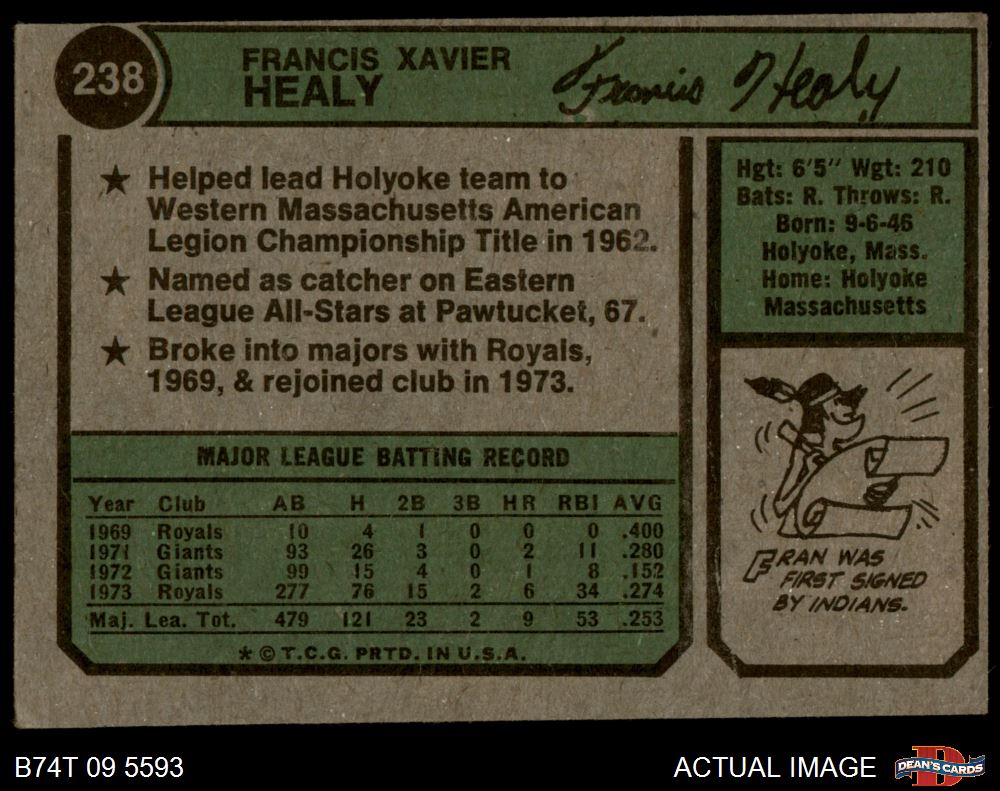 238
FRANCIS XAVIER
HEALY
Francis Healy
★ Helped lead Holyoke team to
Western Massachusetts American
Legion Championship Title in 1962.
★ Named as catcher on Eastern
League All-Stars at Pawtucket, 67.
★ Broke into majors with Royals,
1969, & rejoined club in 1973.
Hgt: 6'5" Wgt: 210
Bats: R. Throws: R.
Born: 9-6-46
Holyoke, Mass.
Home: Holyoke
Massachusetts
FRAN WAS
FIRST SIGNED
BY INDIANS.
MAJOR LEAGUE BATTING RECORD
Year Club AB H 2B 3B HR RBI AVG
1969 Royals 10 4 1 0 0 0 .400
1971 Giants 93 26 3 0 2 11 .280
1972 Giants 99 15 4 0 1 8 .152
1973 Royals 277 76 15 2 6 34 .274
Maj. Lea. Tot. 479 121 23 2 9 53 .253
* © T.C.G. PRTD. IN U.S.A.
B74T 09 5593
ACTUAL IMAGE
DEAN'S CARDS